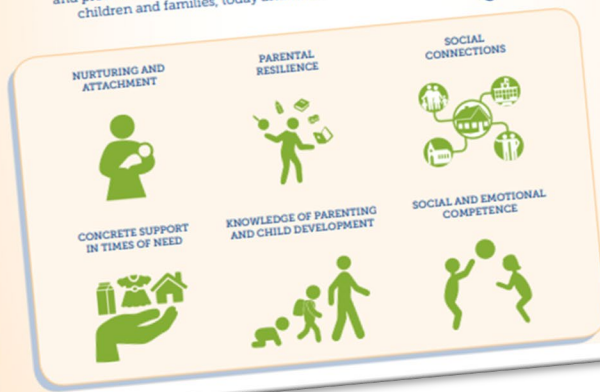 children and families, today
NURTURING AND
ATTACHMENT
PARENTAL
RESILIENCE
SOCIAL
CONNECTIONS
CONCRETE SUPPORT
IN TIMES OF NEED
KNOWLEDGE OF PARENTING
AND CHILD DEVELOPMENT
SOCIAL AND EMOTIONAL
COMPETENCE